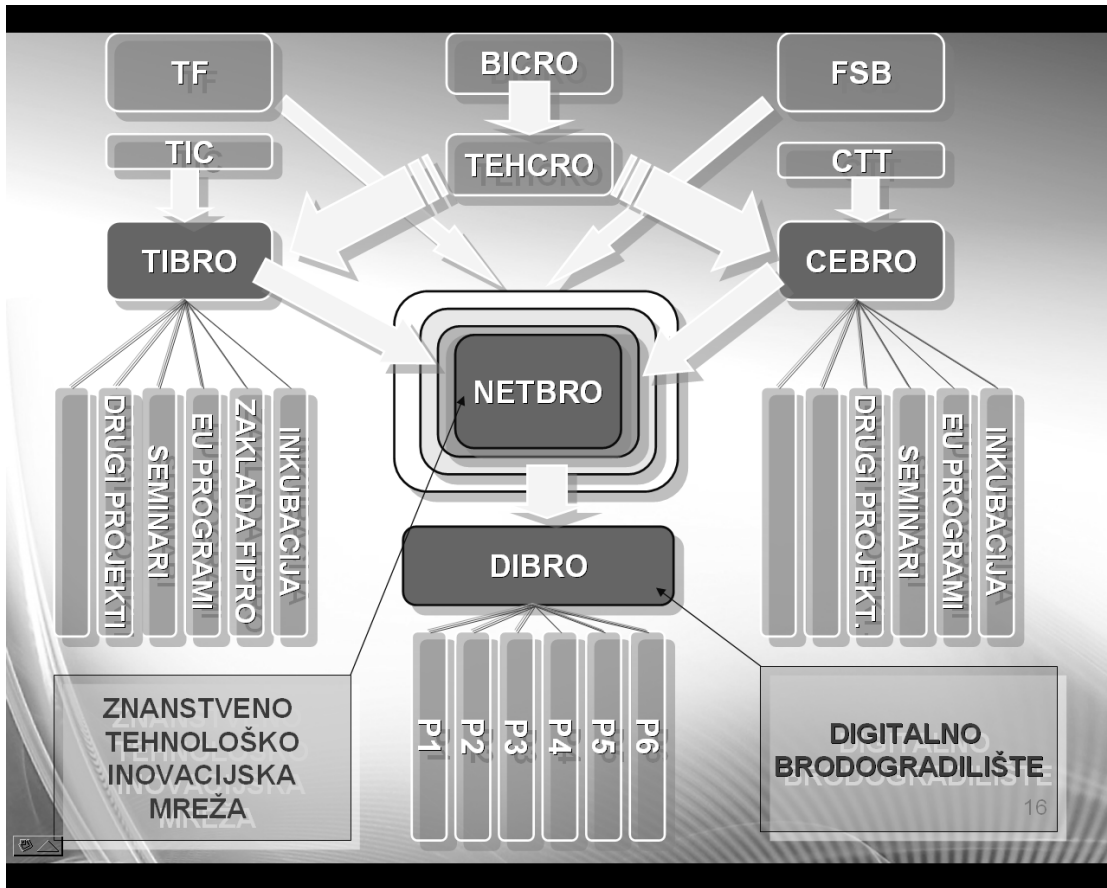 TF
BICRO
FSB
TIC
TEHCRO
CTT
TIBRO
CEBRO
NETBRO
DRUGI PROJEKTI
SEMINARI
EU PROGRAMI
ZAKLADA FIPRO
INKUBACIJA
DRUGI PROJEKT.
SEMINARI
EU PROGRAMI
INKUBACIJA
DIBRO
P1
P2
P3
P4
P5
P6
ZNANSTVENO
TEHNOLOŠKO
INOVACIJSKA
MREŽA
DIGITALNO
BRODOGRADILIŠTE
16